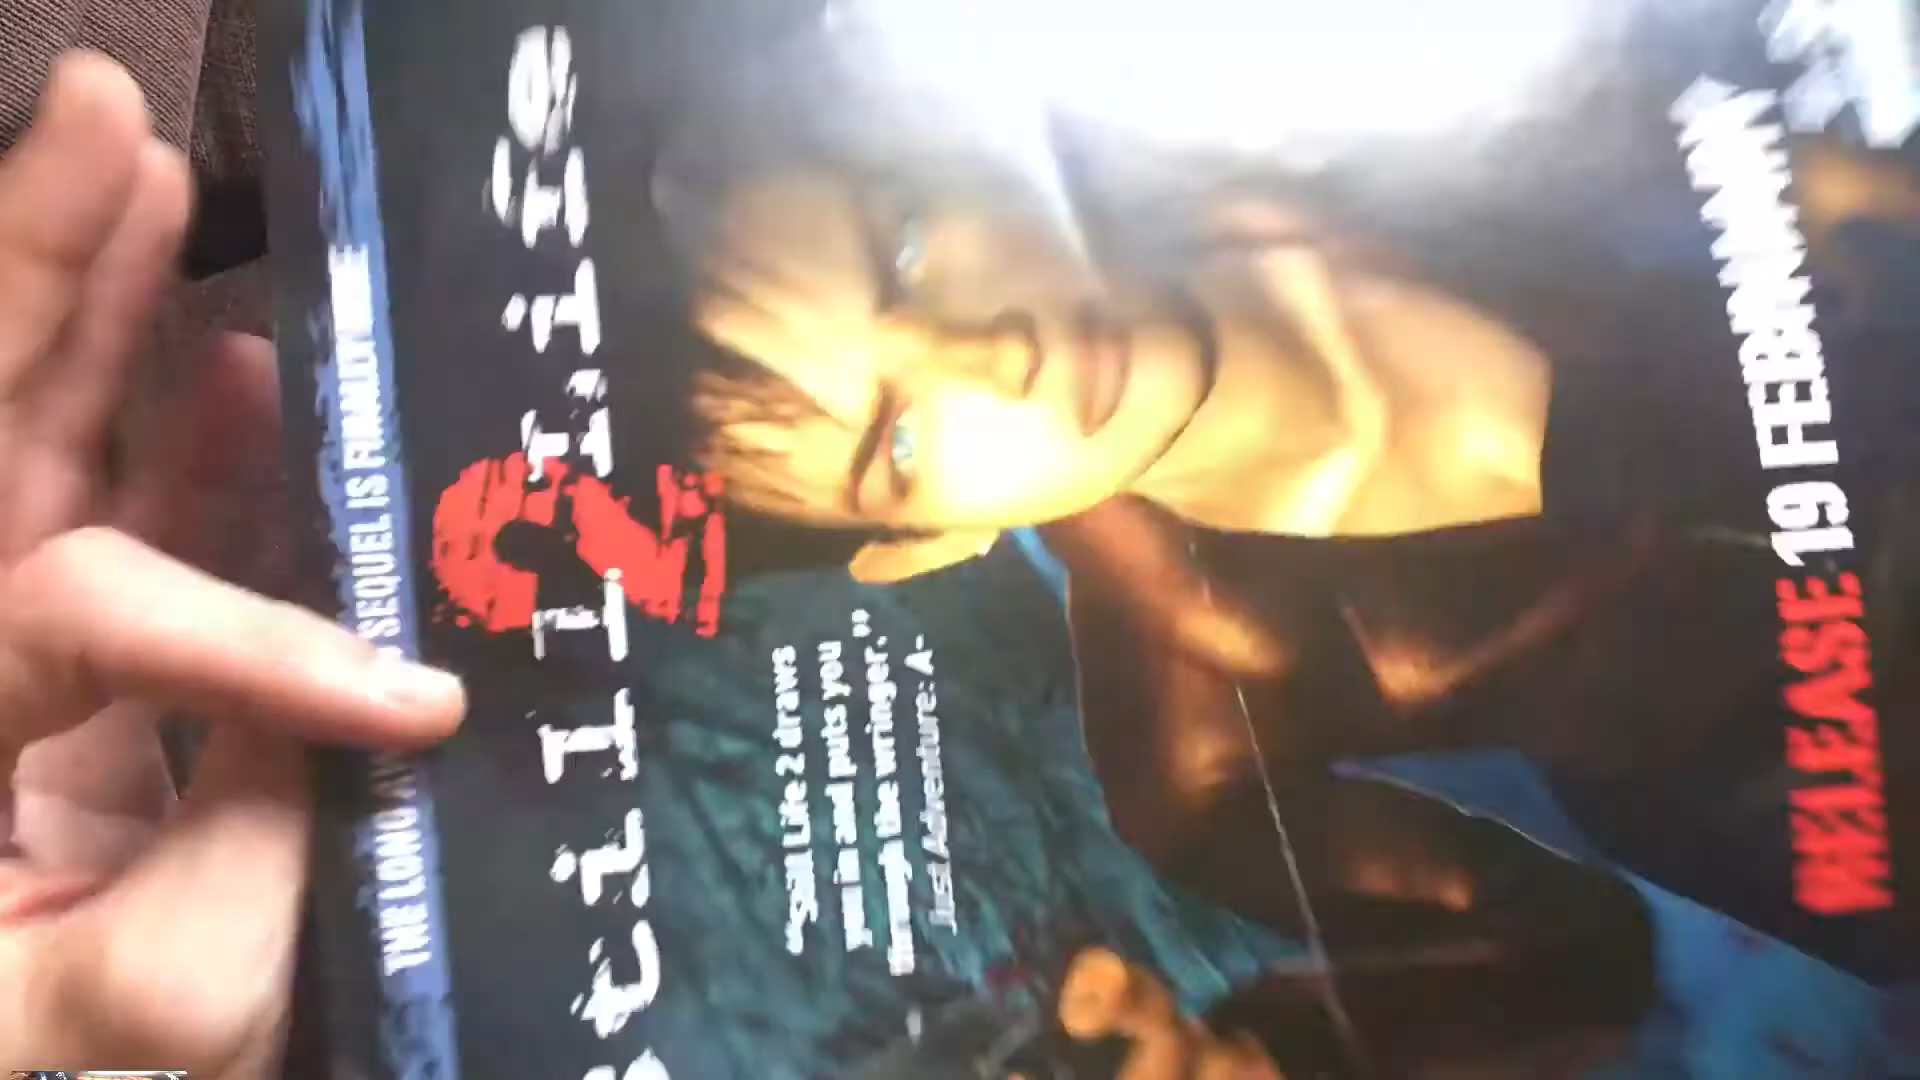 THE LONG SEQUEL IS FINALLY HERE
Still Life
2
"Still Life 2 draws
you in and puts you
through the wringer."
Just Adventure: A-
RELEASE 19 FEBRUARY